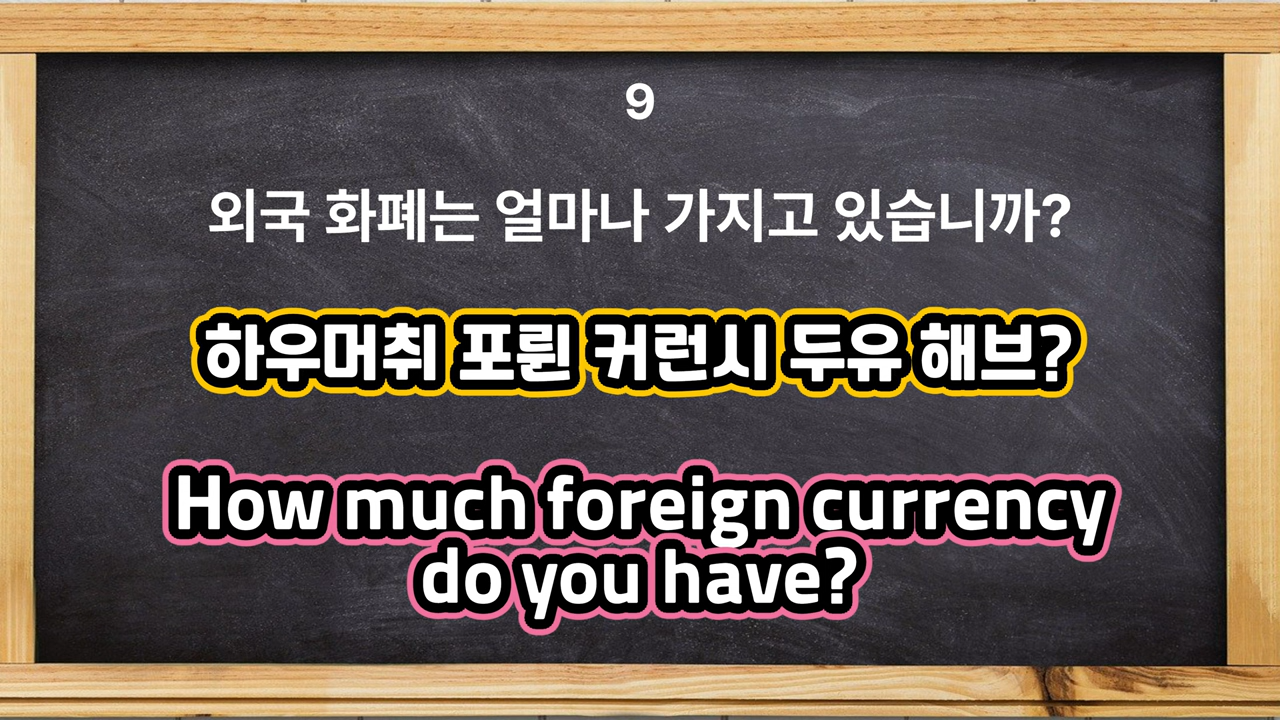 9
외국 화폐는 얼마나 가지고 있습니까?
하우머취 포륀 커런시 두유 해브?
How much foreign currency
do you have?